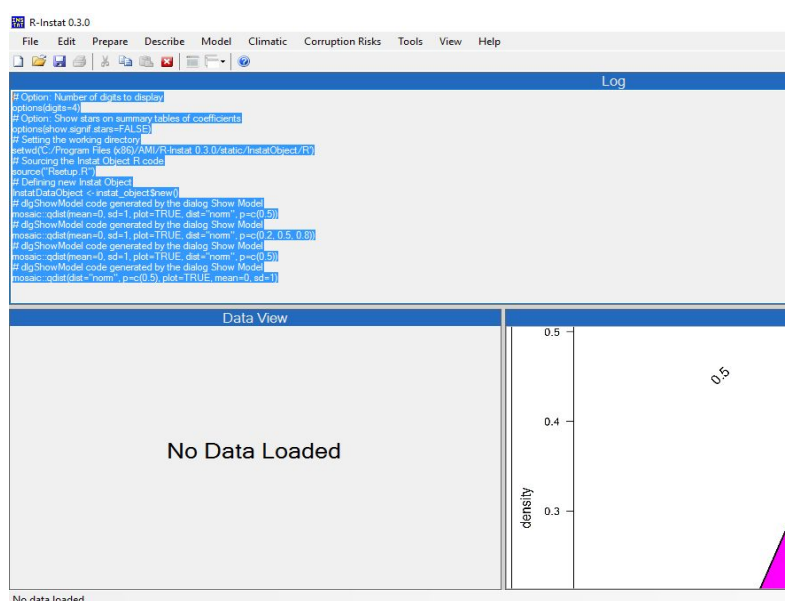 R-Instat 0.3.0
File Edit Prepare Describe Model Climatic Corruption Risks Tools View Help
Log
# Option: Number of digits to display
options(digits=4)
# Option: Show stars on summary tables of coefficients
options(show.signif.stars=FALSE)
# Setting the working directory
setwd('C:/Program Files (x86)/AMI/R-Instat 0.3.0/static/InstatObject/R')
# Sourcing the Instat Object R code
source("Rsetup.R")
# Defining new Instat Object
InstatDataObject <- instat_object$new()
# dlgShowModel code generated by the dialog Show Model
mosaic::qdist(mean=0, sd=1, plot=TRUE, dist="norm", p=c(0.5))
# dlgShowModel code generated by the dialog Show Model
mosaic::qdist(mean=0, sd=1, plot=TRUE, dist="norm", p=c(0.2, 0.5, 0.8))
# dlgShowModel code generated by the dialog Show Model
mosaic::qdist(mean=0, sd=1, plot=TRUE, dist="norm", p=c(0.5))
# dlgShowModel code generated by the dialog Show Model
mosaic::qdist(dist="norm", p=c(0.5), plot=TRUE, mean=0, sd=1)
Data View
No Data Loaded
0.5
0.5
0.4
density
0.3
No data loaded